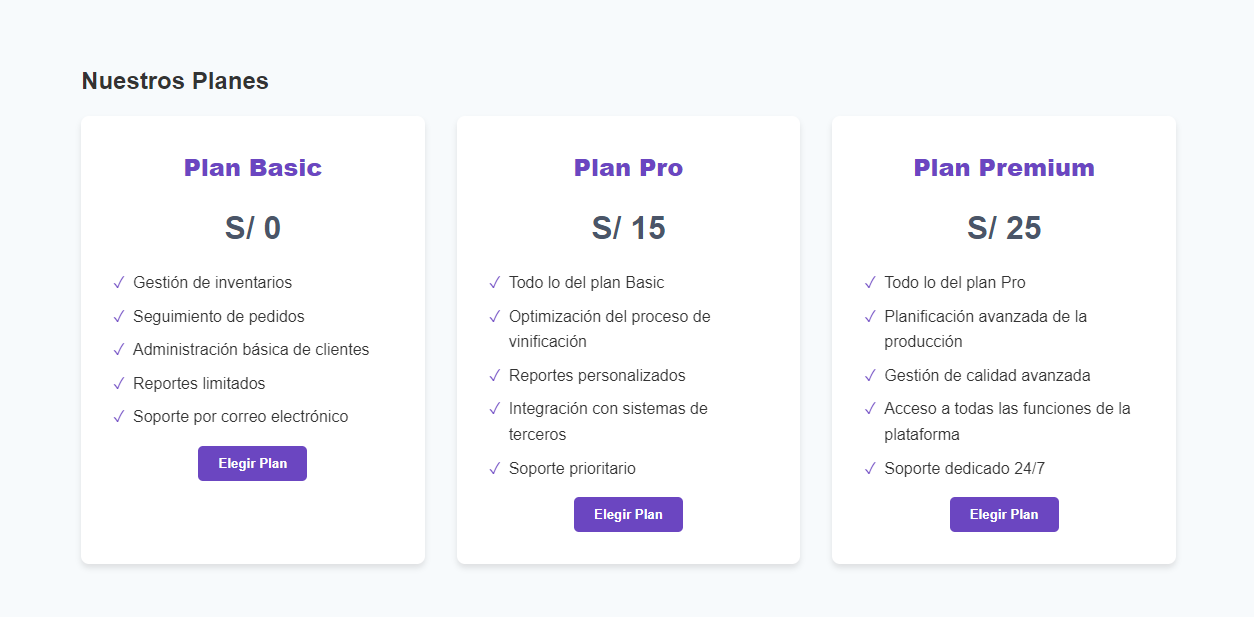 Nuestros Planes
Plan Basic
S/ 0
✓ Gestión de inventarios
✓ Seguimiento de pedidos
✓ Administración básica de clientes
✓ Reportes limitados
✓ Soporte por correo electrónico
Elegir Plan
Plan Pro
S/ 15
✓ Todo lo del plan Basic
✓ Optimización del proceso de
vinificación
✓ Reportes personalizados
✓ Integración con sistemas de
terceros
✓ Soporte prioritario
Elegir Plan
Plan Premium
S/ 25
✓ Todo lo del plan Pro
✓ Planificación avanzada de la
producción
✓ Gestión de calidad avanzada
✓ Acceso a todas las funciones de la
plataforma
✓ Soporte dedicado 24/7
Elegir Plan